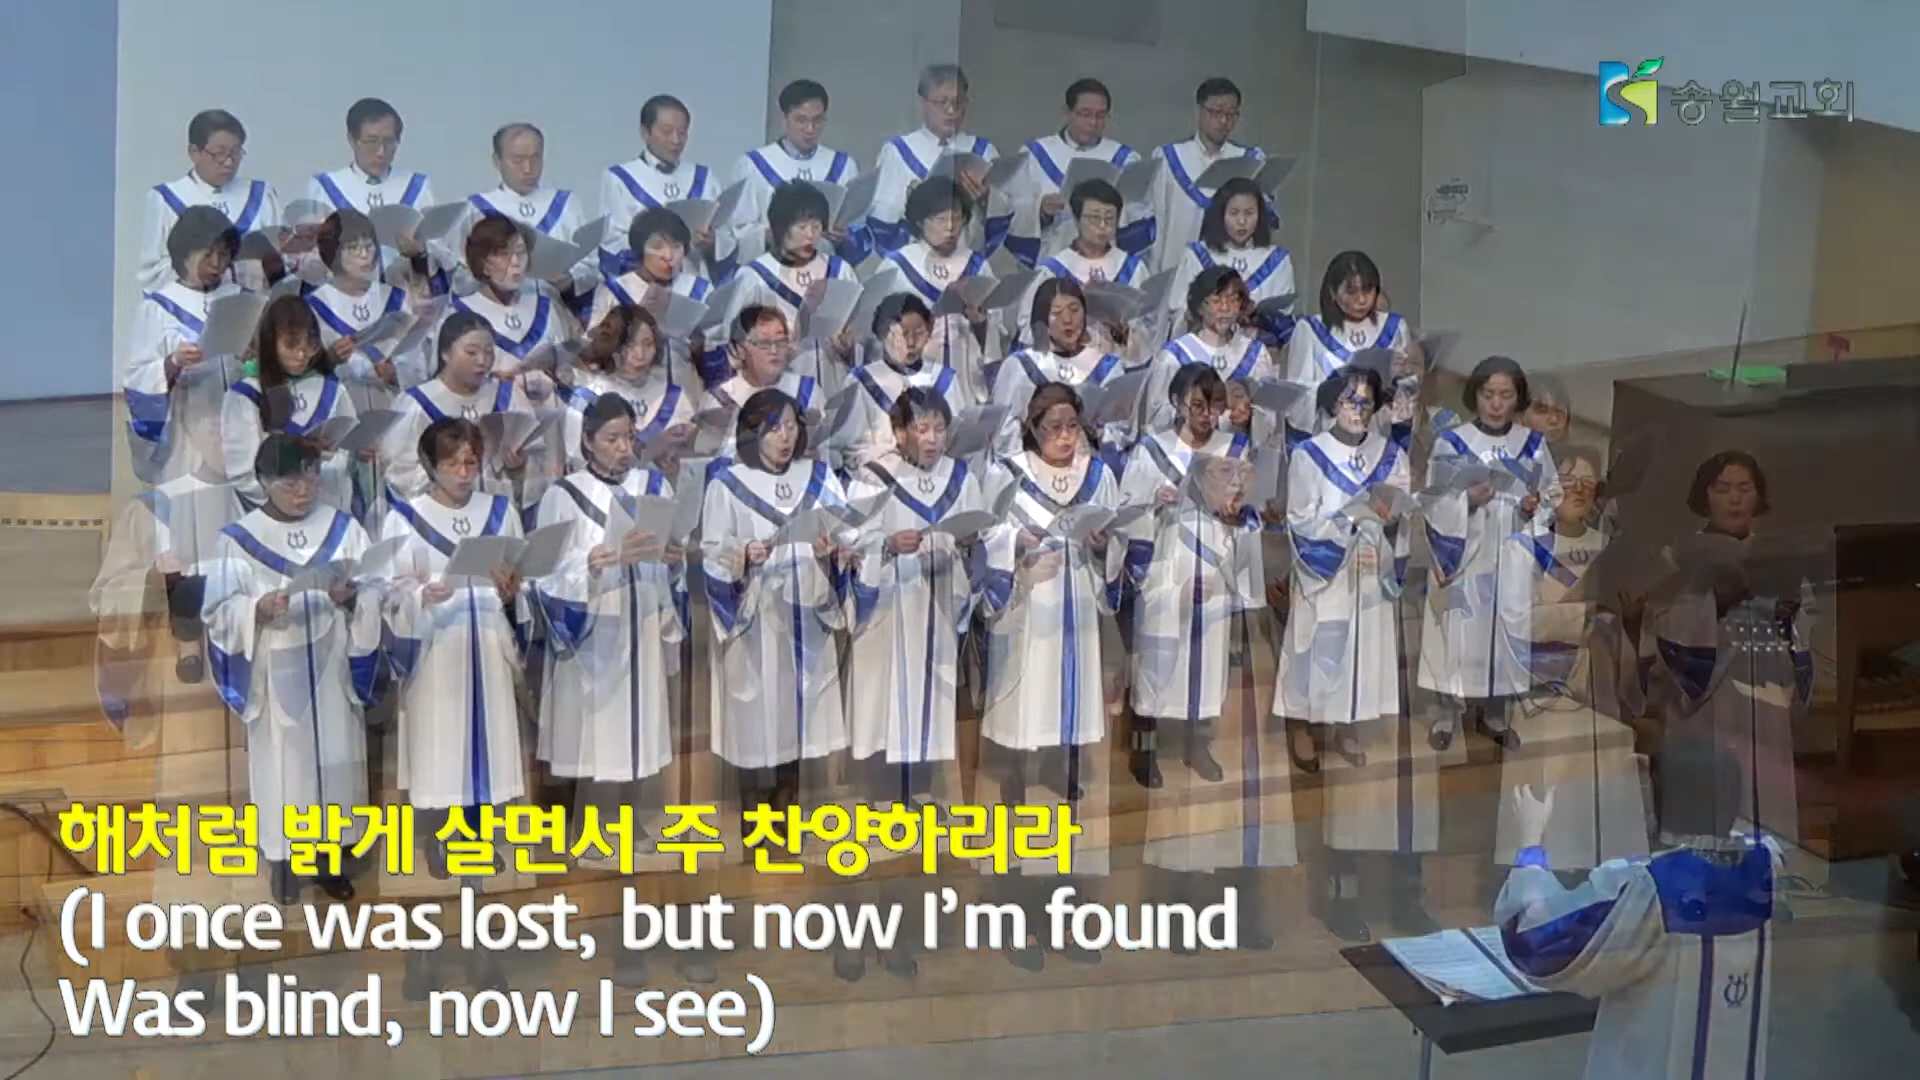 송월교회
해처럼 밝게 살면서 주 찬양하리라
(I once was lost, but now I'm found
Was blind, now I see)